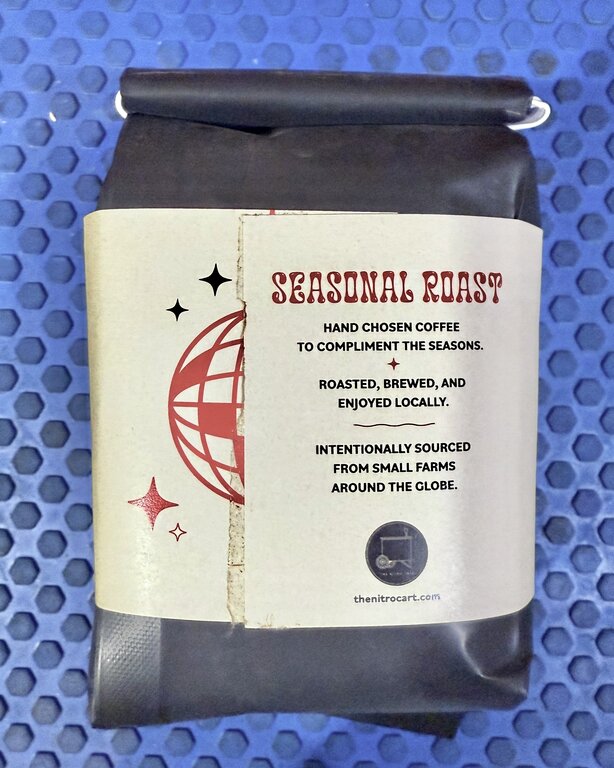 SEASONAL ROAST
HAND CHOSEN COFFEE
TO COMPLIMENT THE SEASONS.
ROASTED, BREWED, AND
ENJOYED LOCALLY.
INTENTIONALLY SOURCED
FROM SMALL FARMS
AROUND THE GLOBE.
thenitrocart.com